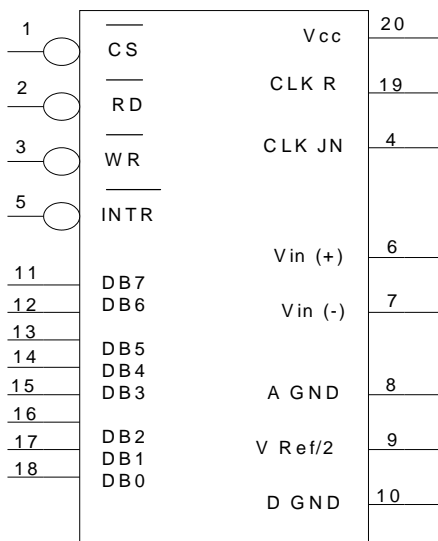 1
CS
2
RD
3
WR
5
INTR
11
DB7
12
DB6
13
DB5
14
DB4
15
DB3
16
DB2
17
DB1
18
DB0
Vcc
20
CLK R
19
CLK JN
4
Vin (+)
6
Vin (-)
7
A GND
8
V Ref/2
9
D GND
10